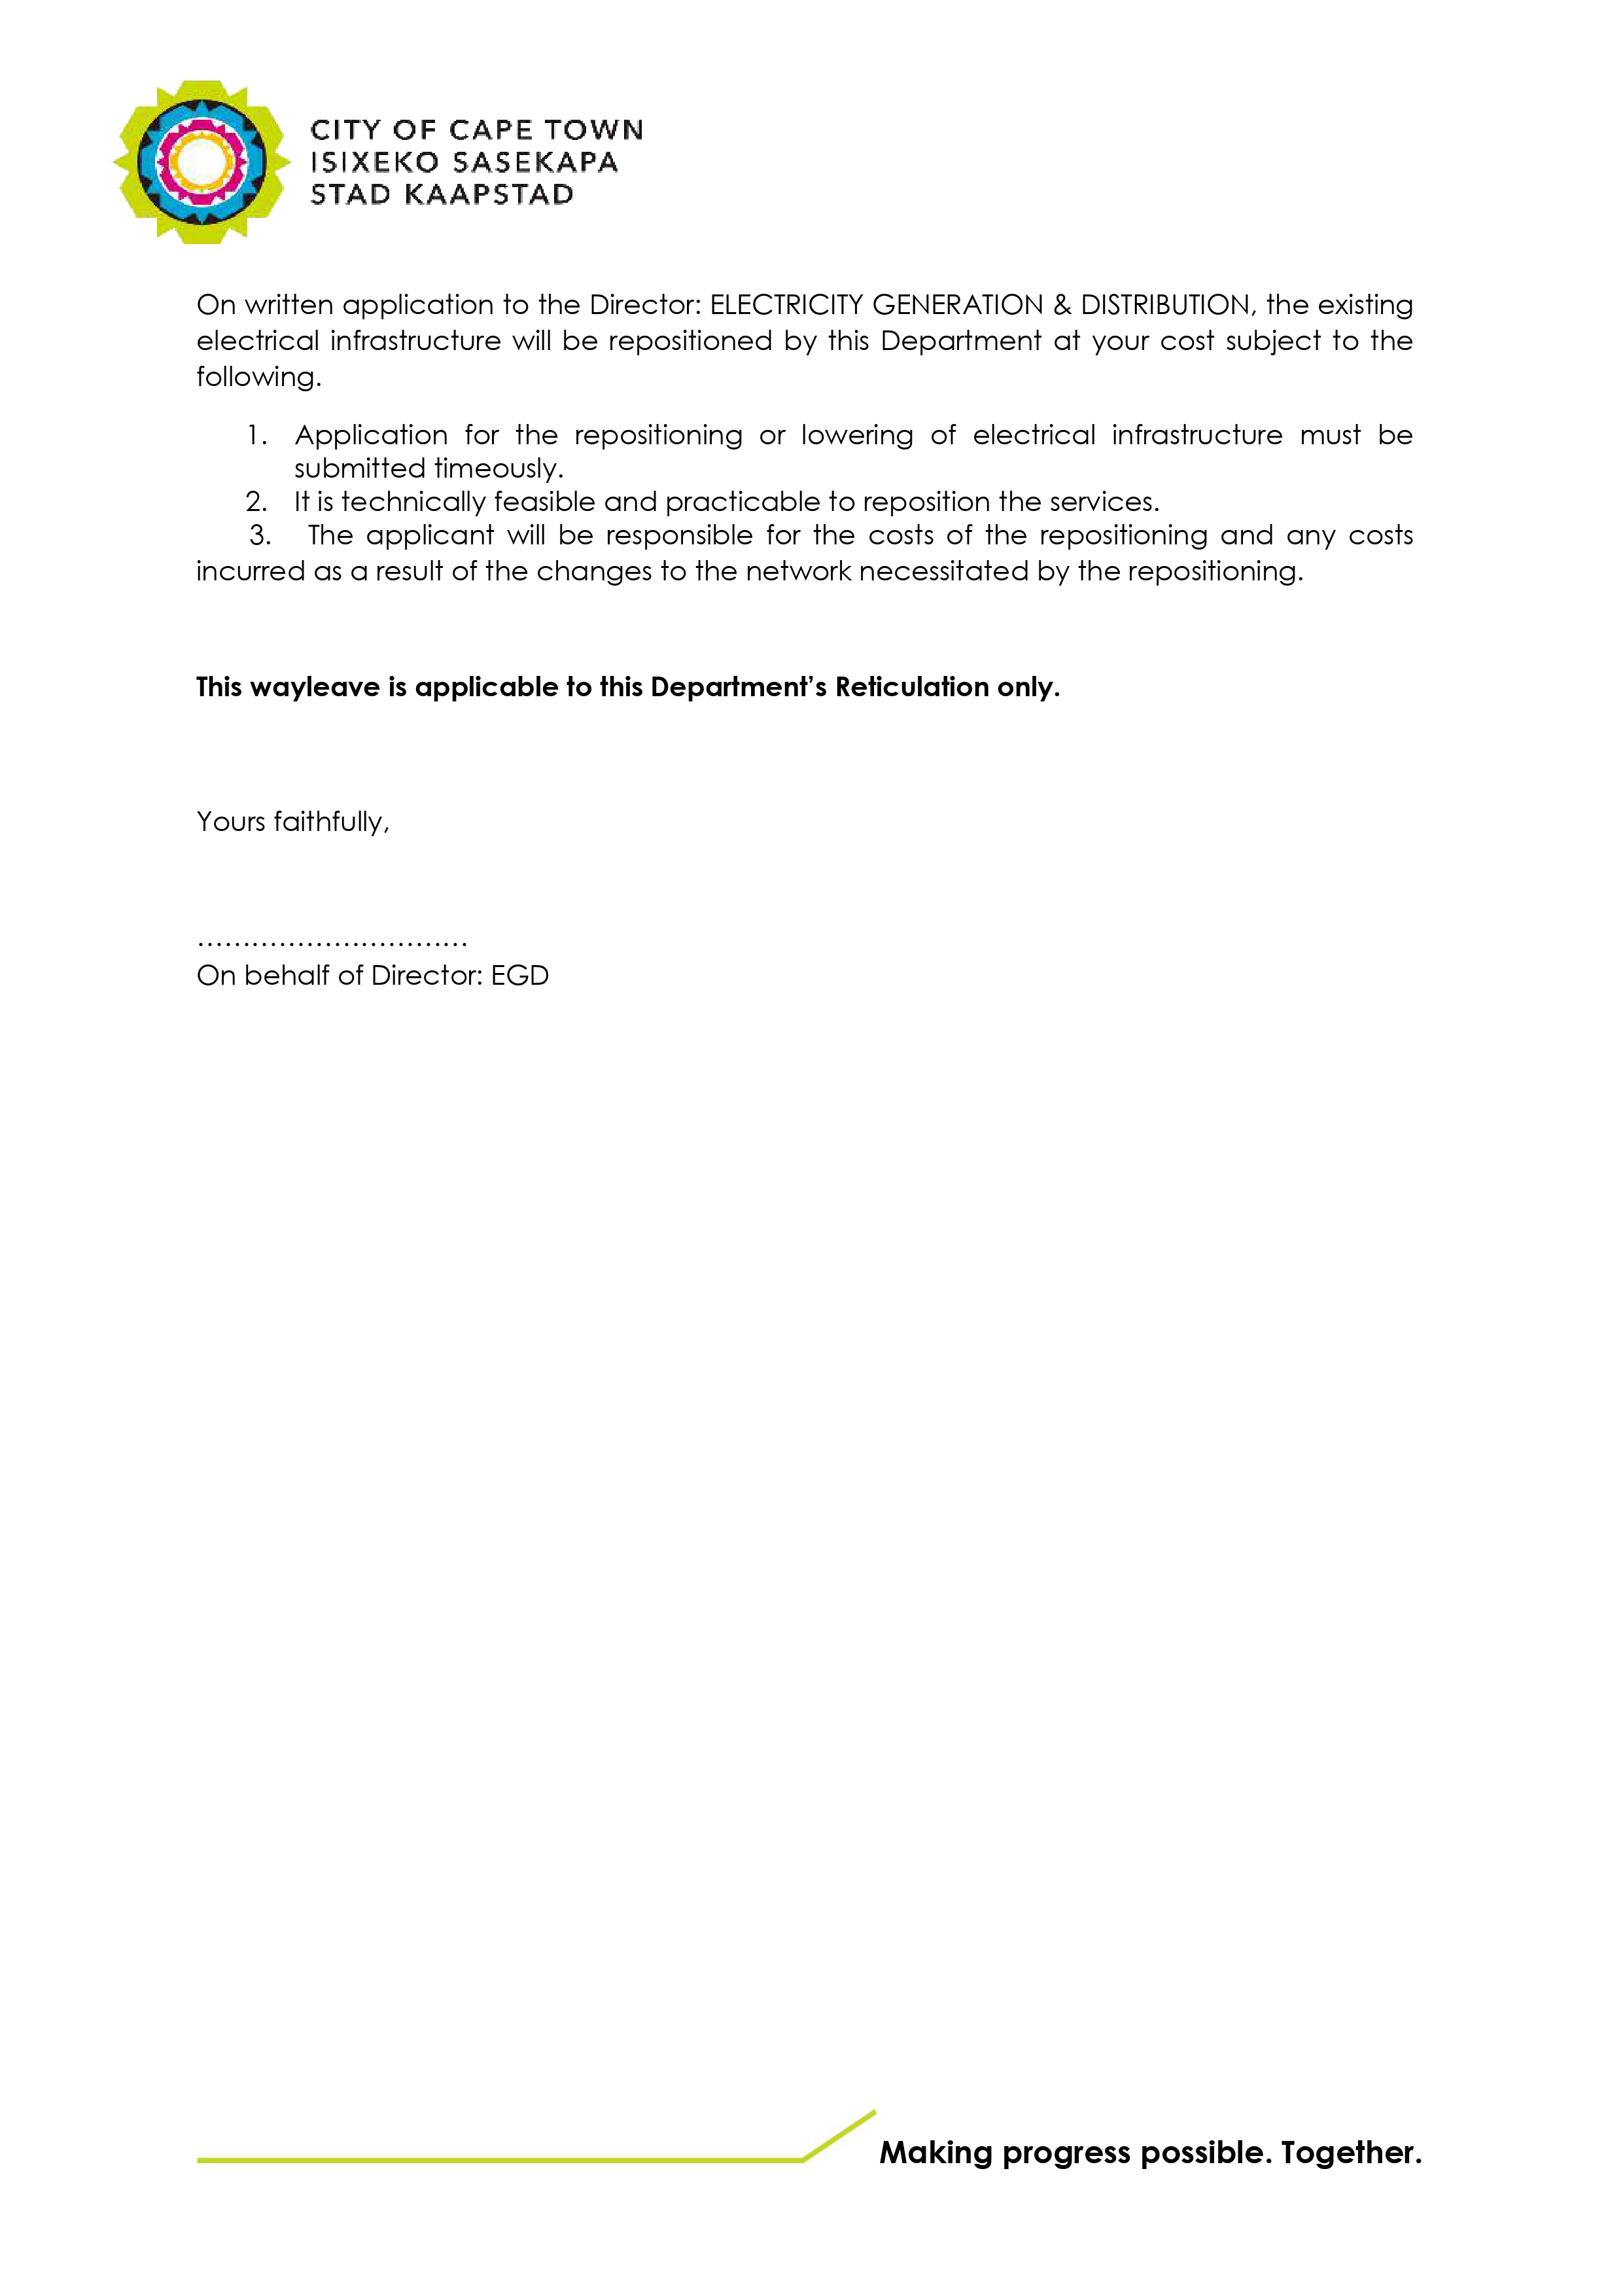 CITY OF CAPE TOWN
ISIXEKO SASEKAPA
STAD KAAPSTAD
On written application to the Director: ELECTRICITY GENERATION & DISTRIBUTION, the existing
electrical infrastructure will be repositioned by this Department at your cost subject to the
following.
1. Application for the repositioning or lowering of electrical infrastructure must be
submitted timeously.
2. It is technically feasible and practicable to reposition the services.
3. The applicant will be responsible for the costs of the repositioning and any costs
incurred as a result of the changes to the network necessitated by the repositioning.
This wayleave is applicable to this Department’s Reticulation only.
Yours faithfully,
…………………………
On behalf of Director: EGD
Making progress possible. Together.